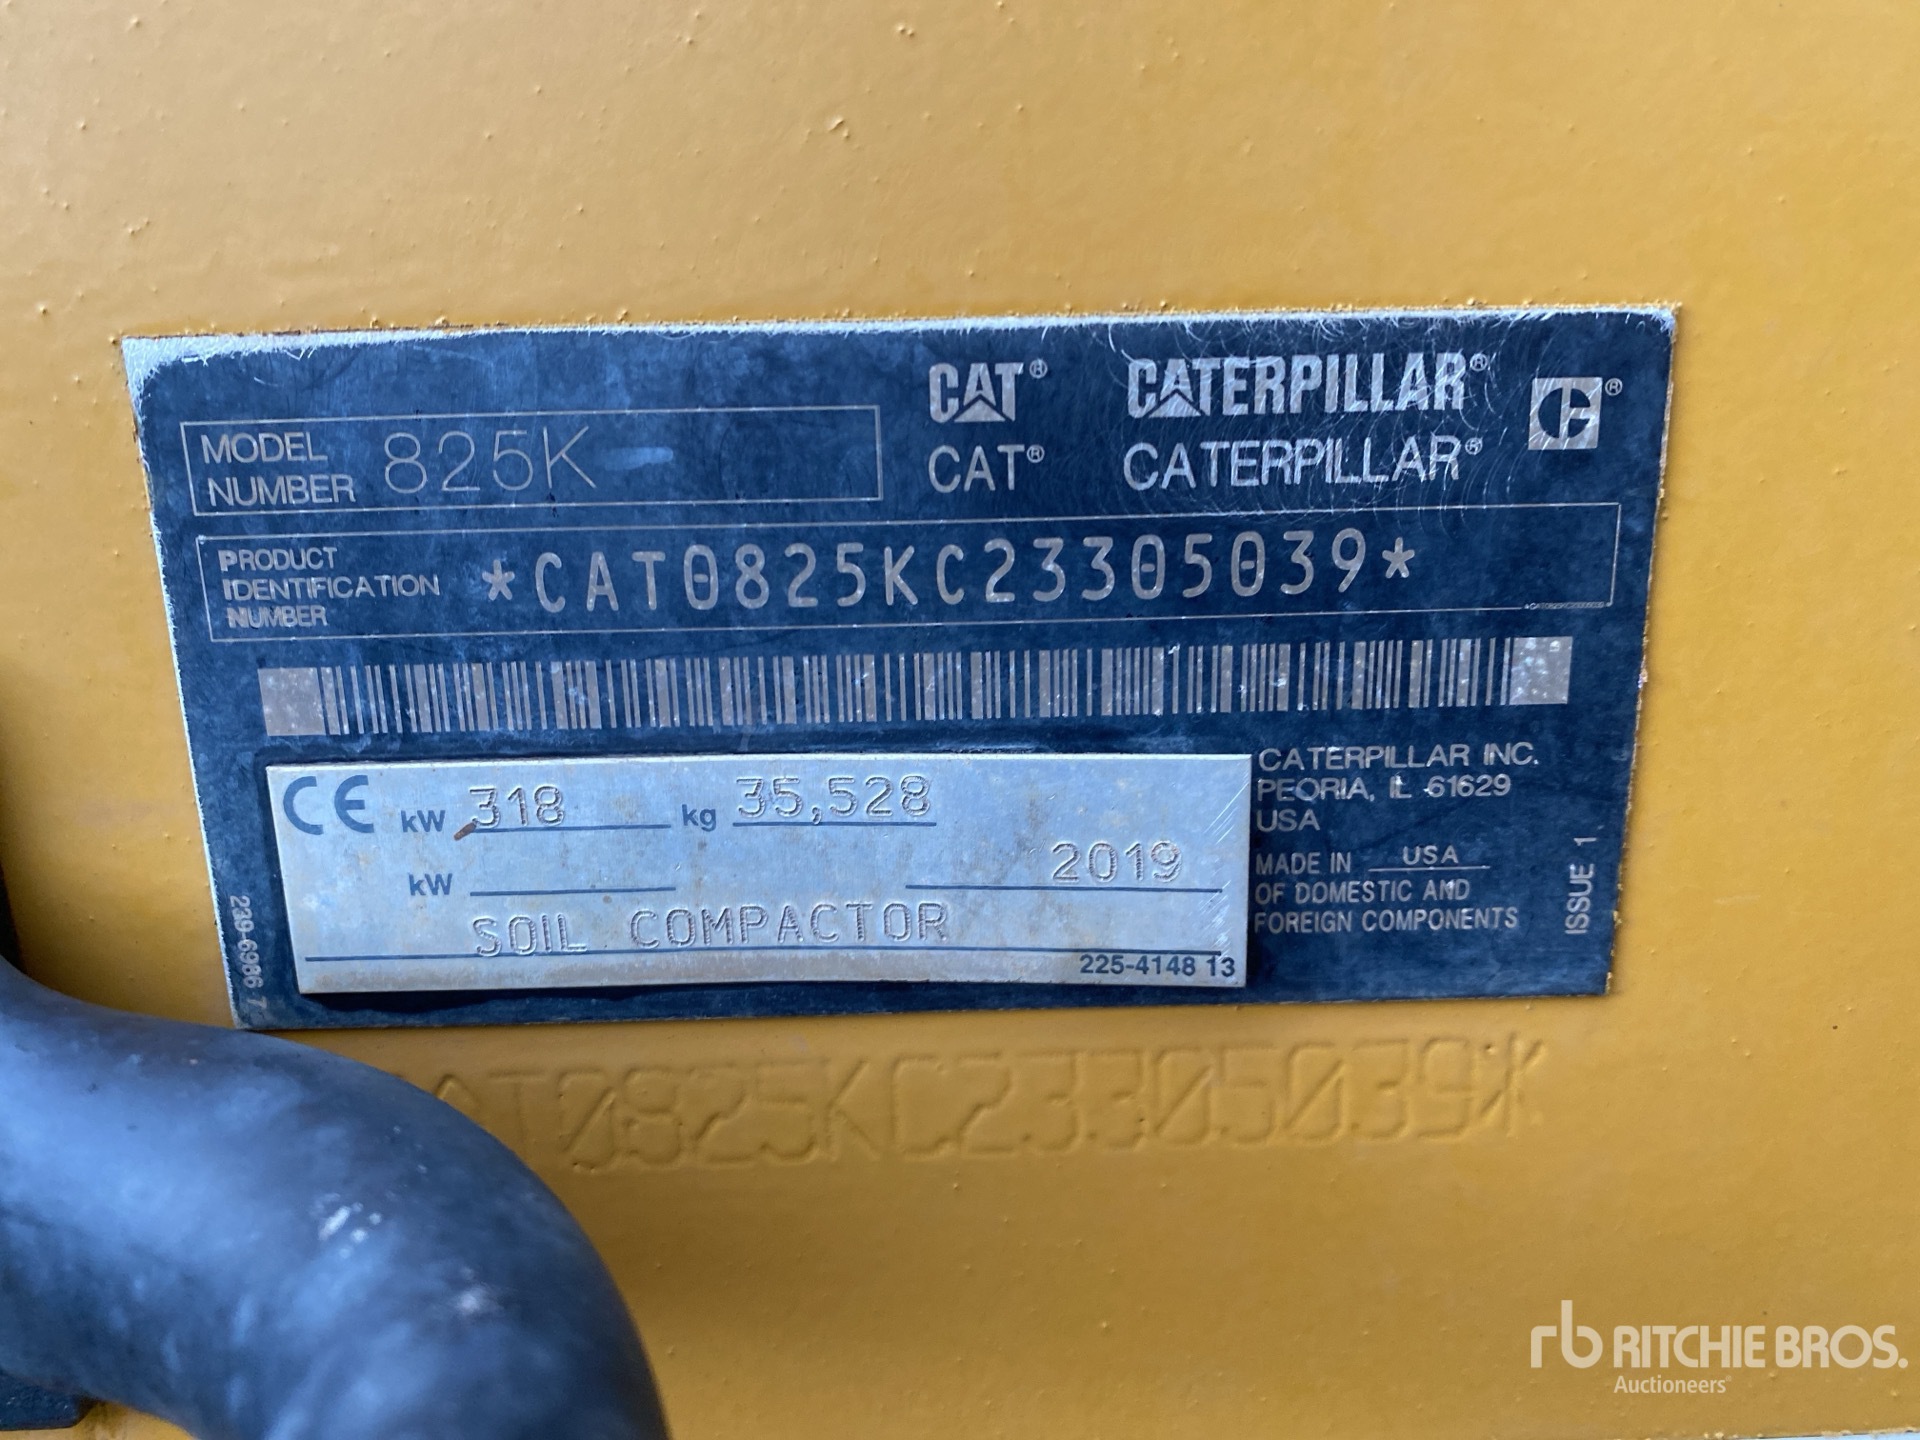 CAT® CATERPILLAR® ®
CAT® CATERPILLAR®
MODEL
NUMBER 825K
PRODUCT
IDENTIFICATION
NUMBER
*CAT0825KC23305039*
CE kW 318 kg 35,528
kW 2019
SOIL COMPACTOR
225-4148 13
CATERPILLAR INC.
PEORIA, IL 61629
USA
MADE IN USA
OF DOMESTIC AND
FOREIGN COMPONENTS
ISSUE 1
239-6986 7
AT0825KC23305039*
rb RITCHIE BROS.
Auctioneers